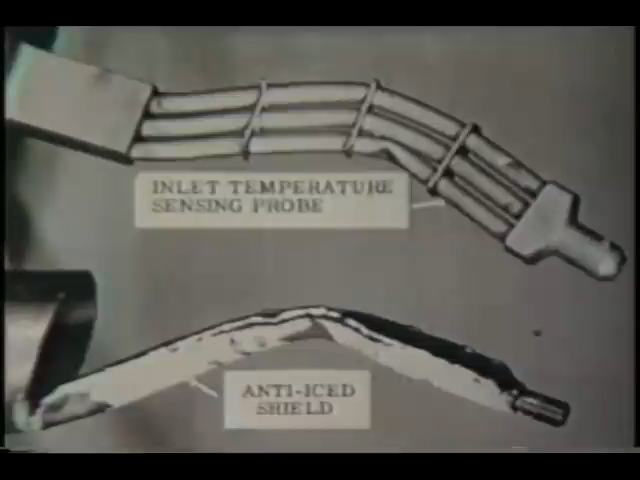 INLET TEMPERATURE
SENSING PROBE
ANTI-ICED
SHIELD